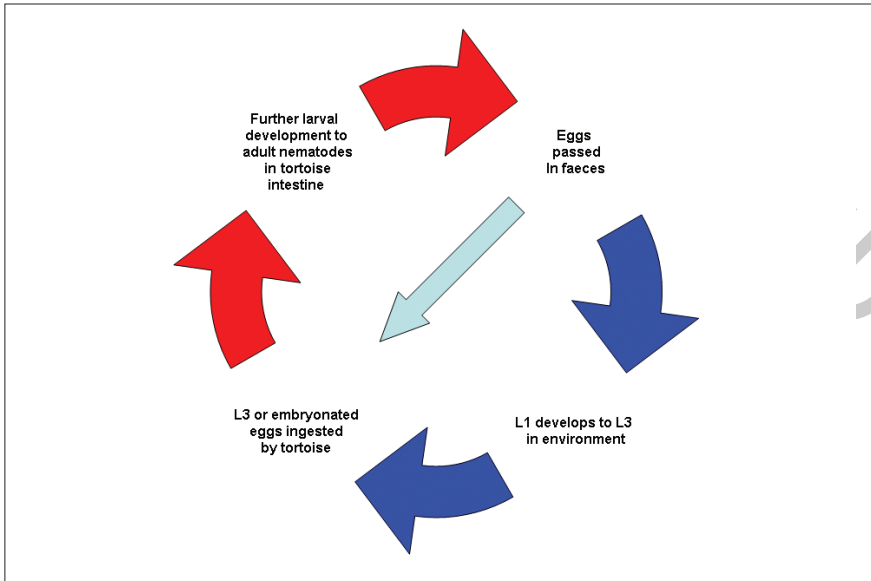 Further larval
development to
adult nematodes
in tortoise
intestine
Eggs
passed
In faeces
L1 develops to L3
in environment
L3 or embryonated
eggs ingested
by tortoise